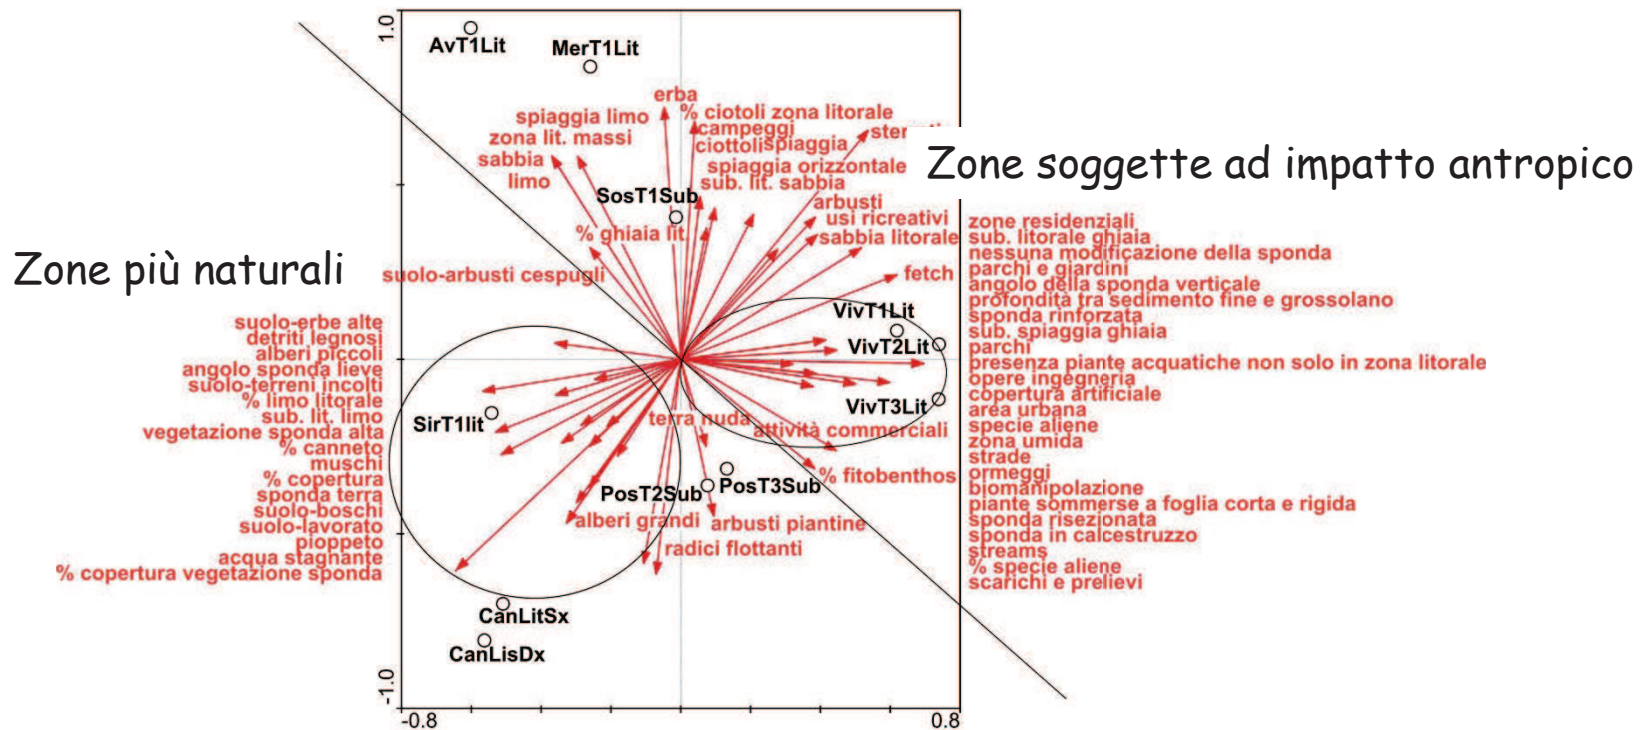 1.0
AvT1Lit
MerT1Lit
erba
spiaggia limo
% ciotoli zona litorale
zona lit. massi
campeggi
sabbia
ciottoli spiaggia
limo
spiaggia orizzontale
sub. lit. sabbia
SosT1Sub
arbusti
% ghiaia lit.
usi ricreativi
sabbia litorale
suolo-arbusti cespugli
fetch
Zone soggette ad impatto antropico
Zone più naturali
suolo-erbe alte
detriti legnosi
alberi piccoli
angolo sponda lieve
suolo-terreni incolti
% limo litorale
sub. lit. limo
vegetazione sponda alta
% canneto
muschi
% copertura
sponda terra
suolo-boschi
suolo-lavorato
pioppeto
acqua stagnante
% copertura vegetazione sponda
VivT1Lit
VivT2Lit
VivT3Lit
SirT1lit
terra nuda
attività commerciali
% fitobenthos
PosT2Sub
PosT3Sub
alberi grandi
arbusti piantine
radici flottanti
CanLitSx
CanLisDx
zone residenziali
sub. litorale ghiaia
nessuna modificazione della sponda
parchi e giardini
angolo della sponda verticale
profondità tra sedimento fine e grossolano
sponda rinforzata
sub. spiaggia ghiaia
parchi
presenza piante acquatiche non solo in zona litorale
opere ingegneria
copertura artificiale
area urbana
specie aliene
zona umida
strade
ormeggi
biomanipolazione
piante sommerse a foglia corta e rigida
sponda risezionata
sponda in calcestruzzo
streams
% specie aliene
scarichi e prelievi
-1.0
-0.8
0.8